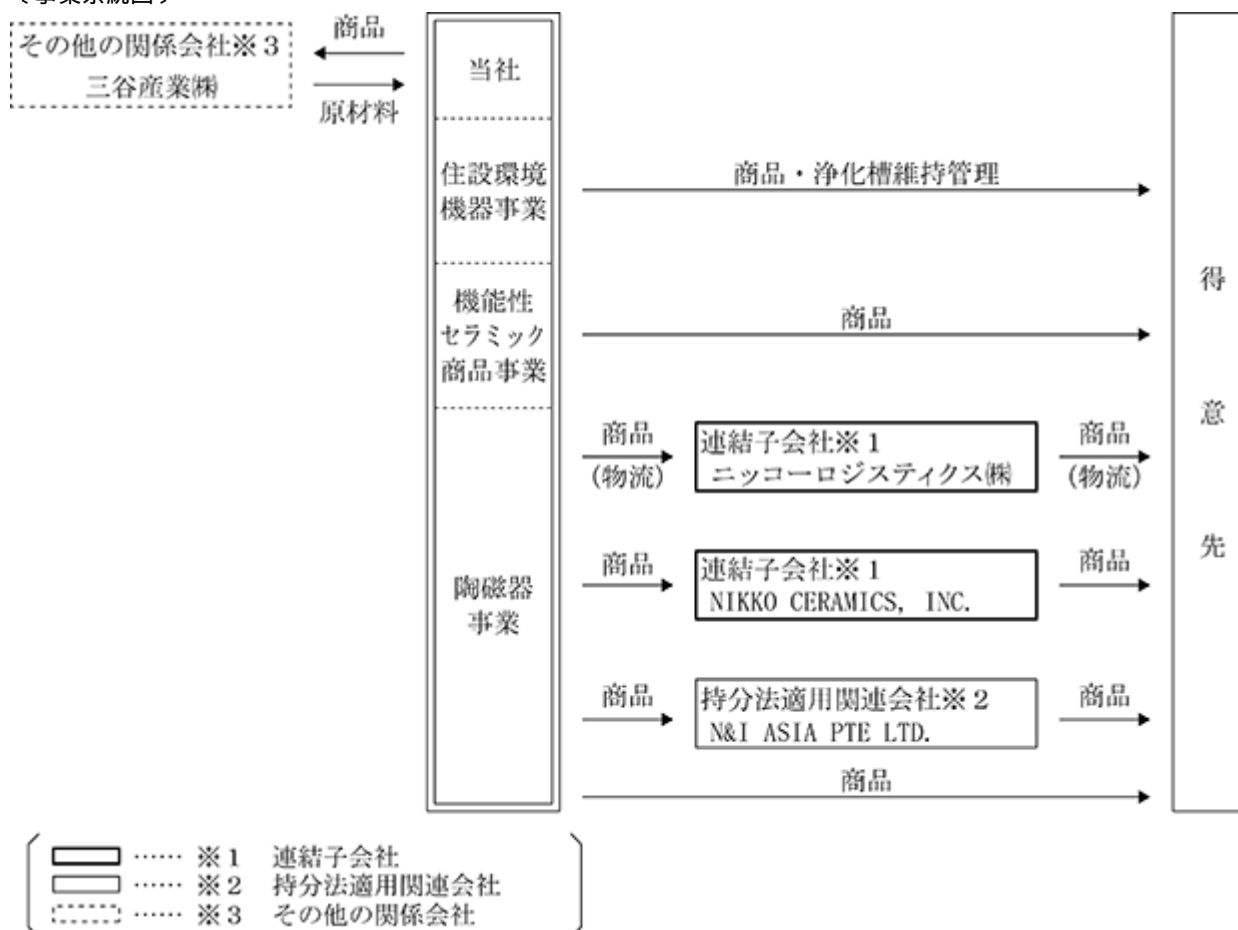 <事業系統図>
その他の関係会社※3
三谷産業㈱
商品
原材料
当社
住設環境
機器事業
商品・浄化槽維持管理
機能性
セラミック
商品事業
商品
陶磁器
事業
商品
(物流)
連結子会社※1
ニッコーロジスティクス㈱
商品
(物流)
商品
連結子会社※1
NIKKO CERAMICS, INC.
商品
商品
持分法適用関連会社※2
N&I ASIA PTE LTD.
商品
商品
得意先
……※1 連結子会社
……※2 持分法適用関連会社
……※3 その他の関係会社